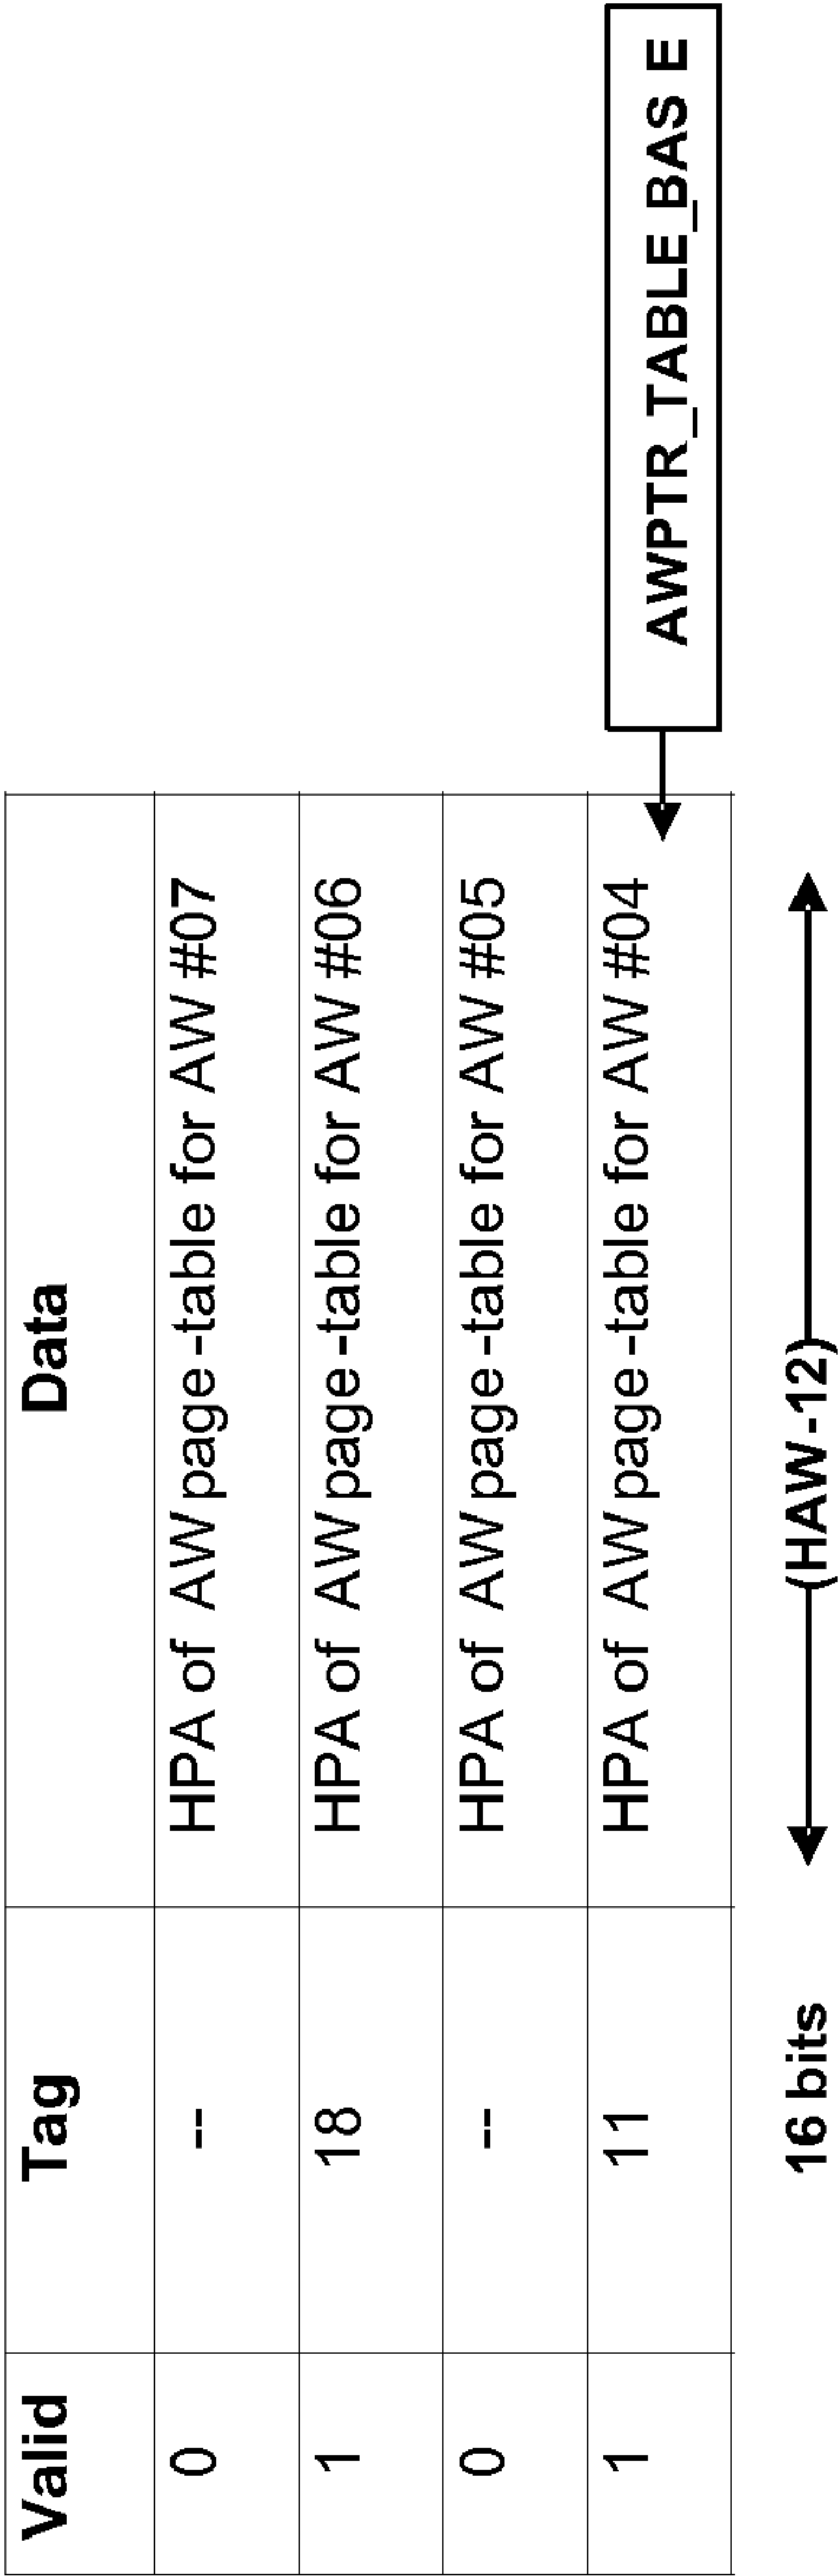 Valid Tag Data
0 -- HPA of AW page-table for AW #07
1 18 HPA of AW page-table for AW #06
0 -- HPA of AW page-table for AW #05
1 11 HPA of AW page-table for AW #04
AWPTR_TABLE_BAS E
16 bits (HAW-12)